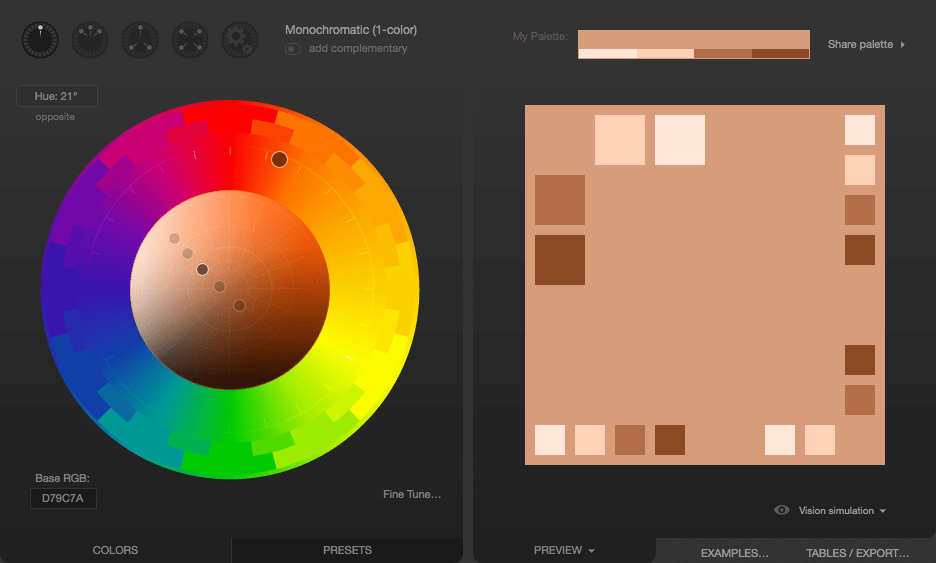 Monochromatic (1-color)
add complementary
Hue: 21°
opposite
Base RGB:
D79C7A
Fine Tune...
COLORS
PRESETS
My Palette:
Share palette
Vision simulation
PREVIEW
EXAMPLES...
TABLES / EXPORT...